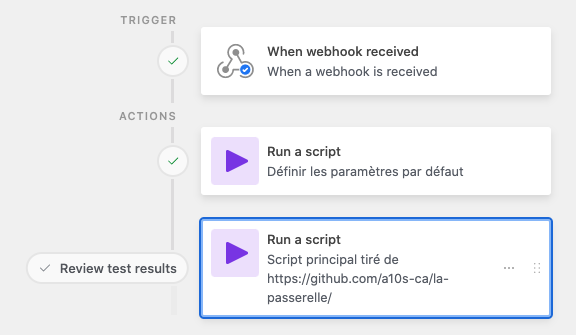 TRIGGER
When webhook received
When a webhook is received
ACTIONS
Run a script
Définir les paramètres par défaut
Run a script
Script principal tiré de
https://github.com/a10s-ca/la-
passerelle/
Review test results